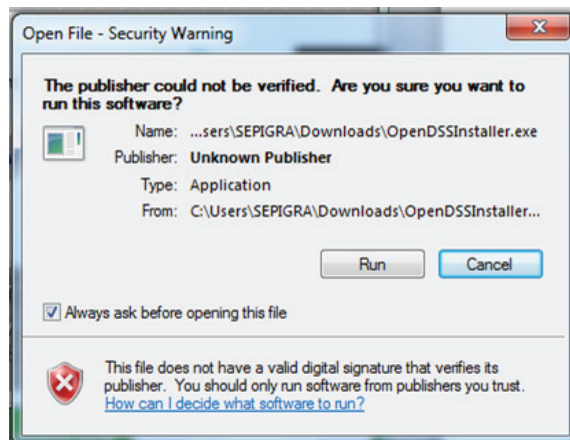 Open File - Security Warning
The publisher could not be verified.  Are you sure you want to
run this software?
Name: ...sers\SEPIGRA\Downloads\OpenDSSInstaller.exe
Publisher: Unknown Publisher
Type: Application
From: C:\Users\SEPIGRA\Downloads\OpenDSSInstaller...
Run Cancel
Always ask before opening this file
This file does not have a valid digital signature that verifies its
publisher.  You should only run software from publishers you trust.
How can I decide what software to run?